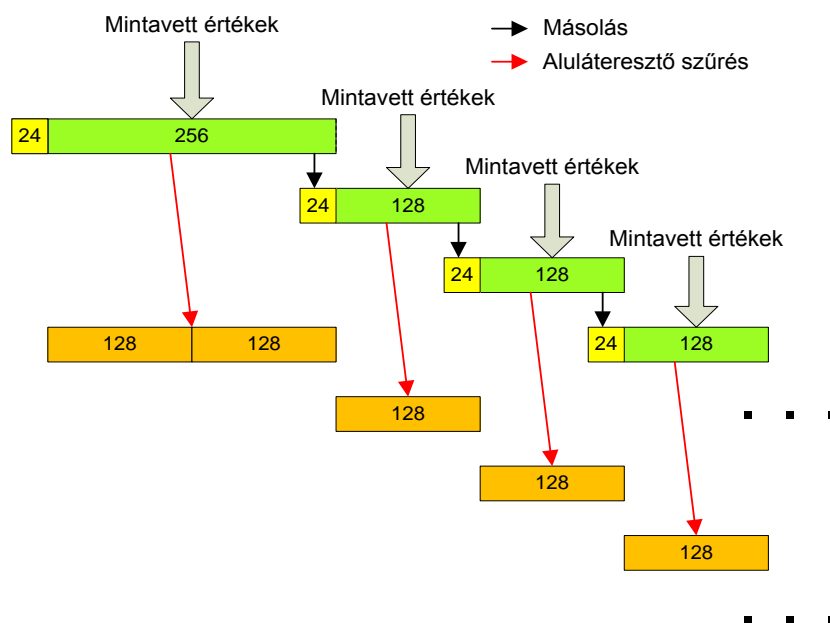 Mintavett értékek
Másolás
Aluláteresztő szűrés
Mintavett értékek
24 256
Mintavett értékek
24 128
Mintavett értékek
24 128
128 128
24 128
128
128
128